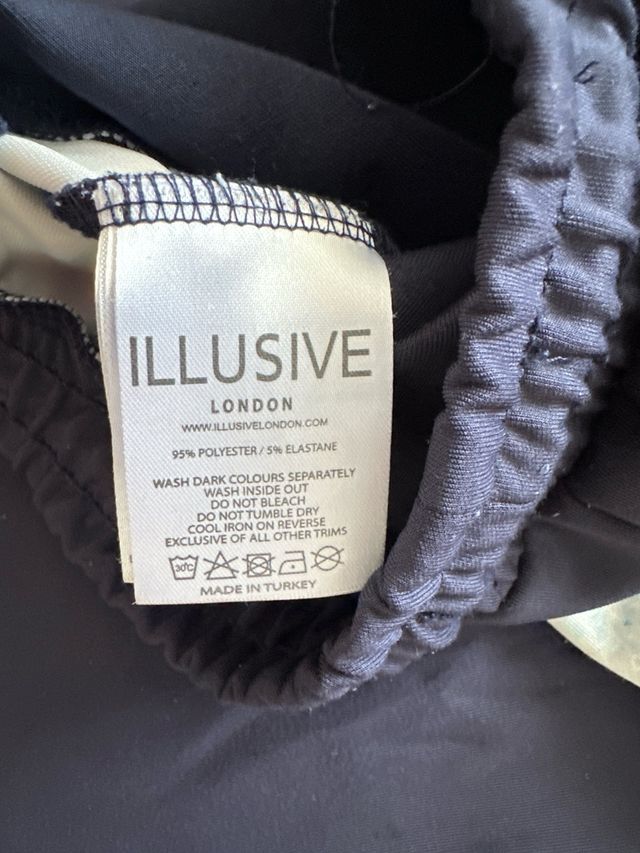 ILLUSIVE
LONDON
WWW.ILLUSIVELONDON.COM
95% POLYESTER / 5% ELASTANE
WASH DARK COLOURS SEPARATELY
WASH INSIDE OUT
DO NOT BLEACH
DO NOT TUMBLE DRY
COOL IRON ON REVERSE
EXCLUSIVE OF ALL OTHER TRIMS
30°C
MADE IN TURKEY